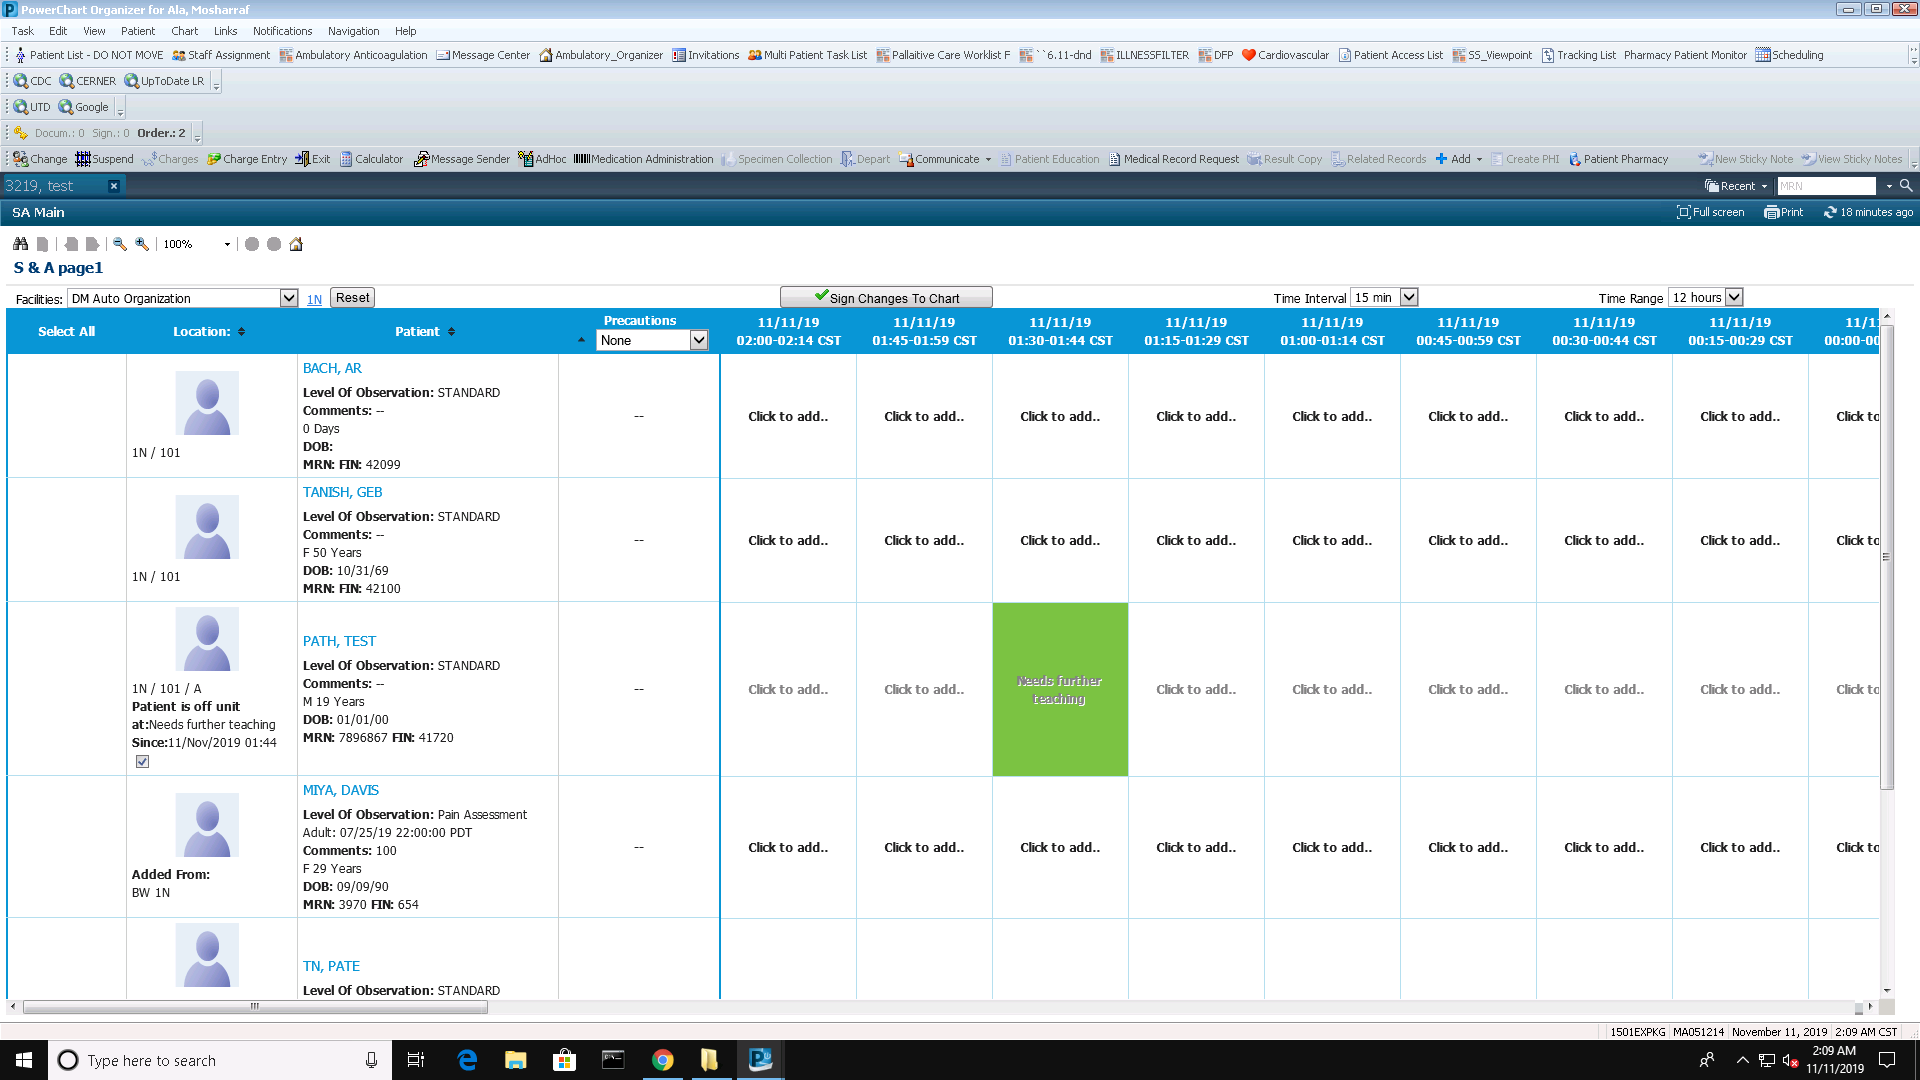 PowerChart Organizer for Ala, Mosharraf
Task Edit View Patient Chart Links Notifications Navigation Help
Patient List - DO NOT MOVE Staff Assignment Ambulatory Anticoagulation Message Center Ambulatory_Organizer Invitations Multi Patient Task List Pallaitive Care Worklist F ``6.11-dnd ILLNESSFILTER DFP Cardiovascular Patient Access List SS_Viewpoint Tracking List Pharmacy Patient Monitor Scheduling
CDC CERNER UpToDate LR
UTD Google
Docum.: 0 Sign.: 0 Order.: 2
Change Suspend Charges Charge Entry Exit Calculator Message Sender AdHoc Medication Administration Specimen Collection Depart Communicate Patient Education Medical Record Request Result Copy Related Records Add Create PHI Patient Pharmacy New Sticky Note View Sticky Notes
3219, test Recent MRN
SA Main Full screen Print 18 minutes ago
100%
S & A page1
Facilities: DM Auto Organization 1N Reset Sign Changes To Chart Time Interval 15 min Time Range 12 hours
Select All Location: Patient Precautions None
11/11/19 11/11/19 11/11/19 11/11/19 11/11/19 11/11/19 11/11/19 11/11/19 11/1
02:00-02:14 CST 01:45-01:59 CST 01:30-01:44 CST 01:15-01:29 CST 01:00-01:14 CST 00:45-00:59 CST 00:30-00:44 CST 00:15-00:29 CST 00:00-00
1N / 101
BACH, AR
Level Of Observation: STANDARD
Comments: --
0 Days
DOB:
MRN: FIN: 42099
-- Click to add.. Click to add.. Click to add.. Click to add.. Click to add.. Click to add.. Click to add.. Click to add.. Click to
1N / 101
TANISH, GEB
Level Of Observation: STANDARD
Comments: --
F 50 Years
DOB: 10/31/69
MRN: FIN: 42100
-- Click to add.. Click to add.. Click to add.. Click to add.. Click to add.. Click to add.. Click to add.. Click to add.. Click to
1N / 101 / A
Patient is off unit
at:Needs further teaching
Since:11/Nov/2019 01:44
PATH, TEST
Level Of Observation: STANDARD
Comments: --
M 19 Years
DOB: 01/01/00
MRN: 7896867 FIN: 41720
-- Click to add.. Click to add.. Needs further teaching Click to add.. Click to add.. Click to add.. Click to add.. Click to add.. Click to
Added From:
BW 1N
MIYA, DAVIS
Level Of Observation: Pain Assessment
Adult: 07/25/19 22:00:00 PDT
Comments: 100
F 29 Years
DOB: 09/09/90
MRN: 3970 FIN: 654
-- Click to add.. Click to add.. Click to add.. Click to add.. Click to add.. Click to add.. Click to add.. Click to add.. Click to
TN, PATE
Level Of Observation: STANDARD
1501EXPKG MA051214 November 11, 2019 2:09 AM CST
Type here to search
2:09 AM
11/11/2019